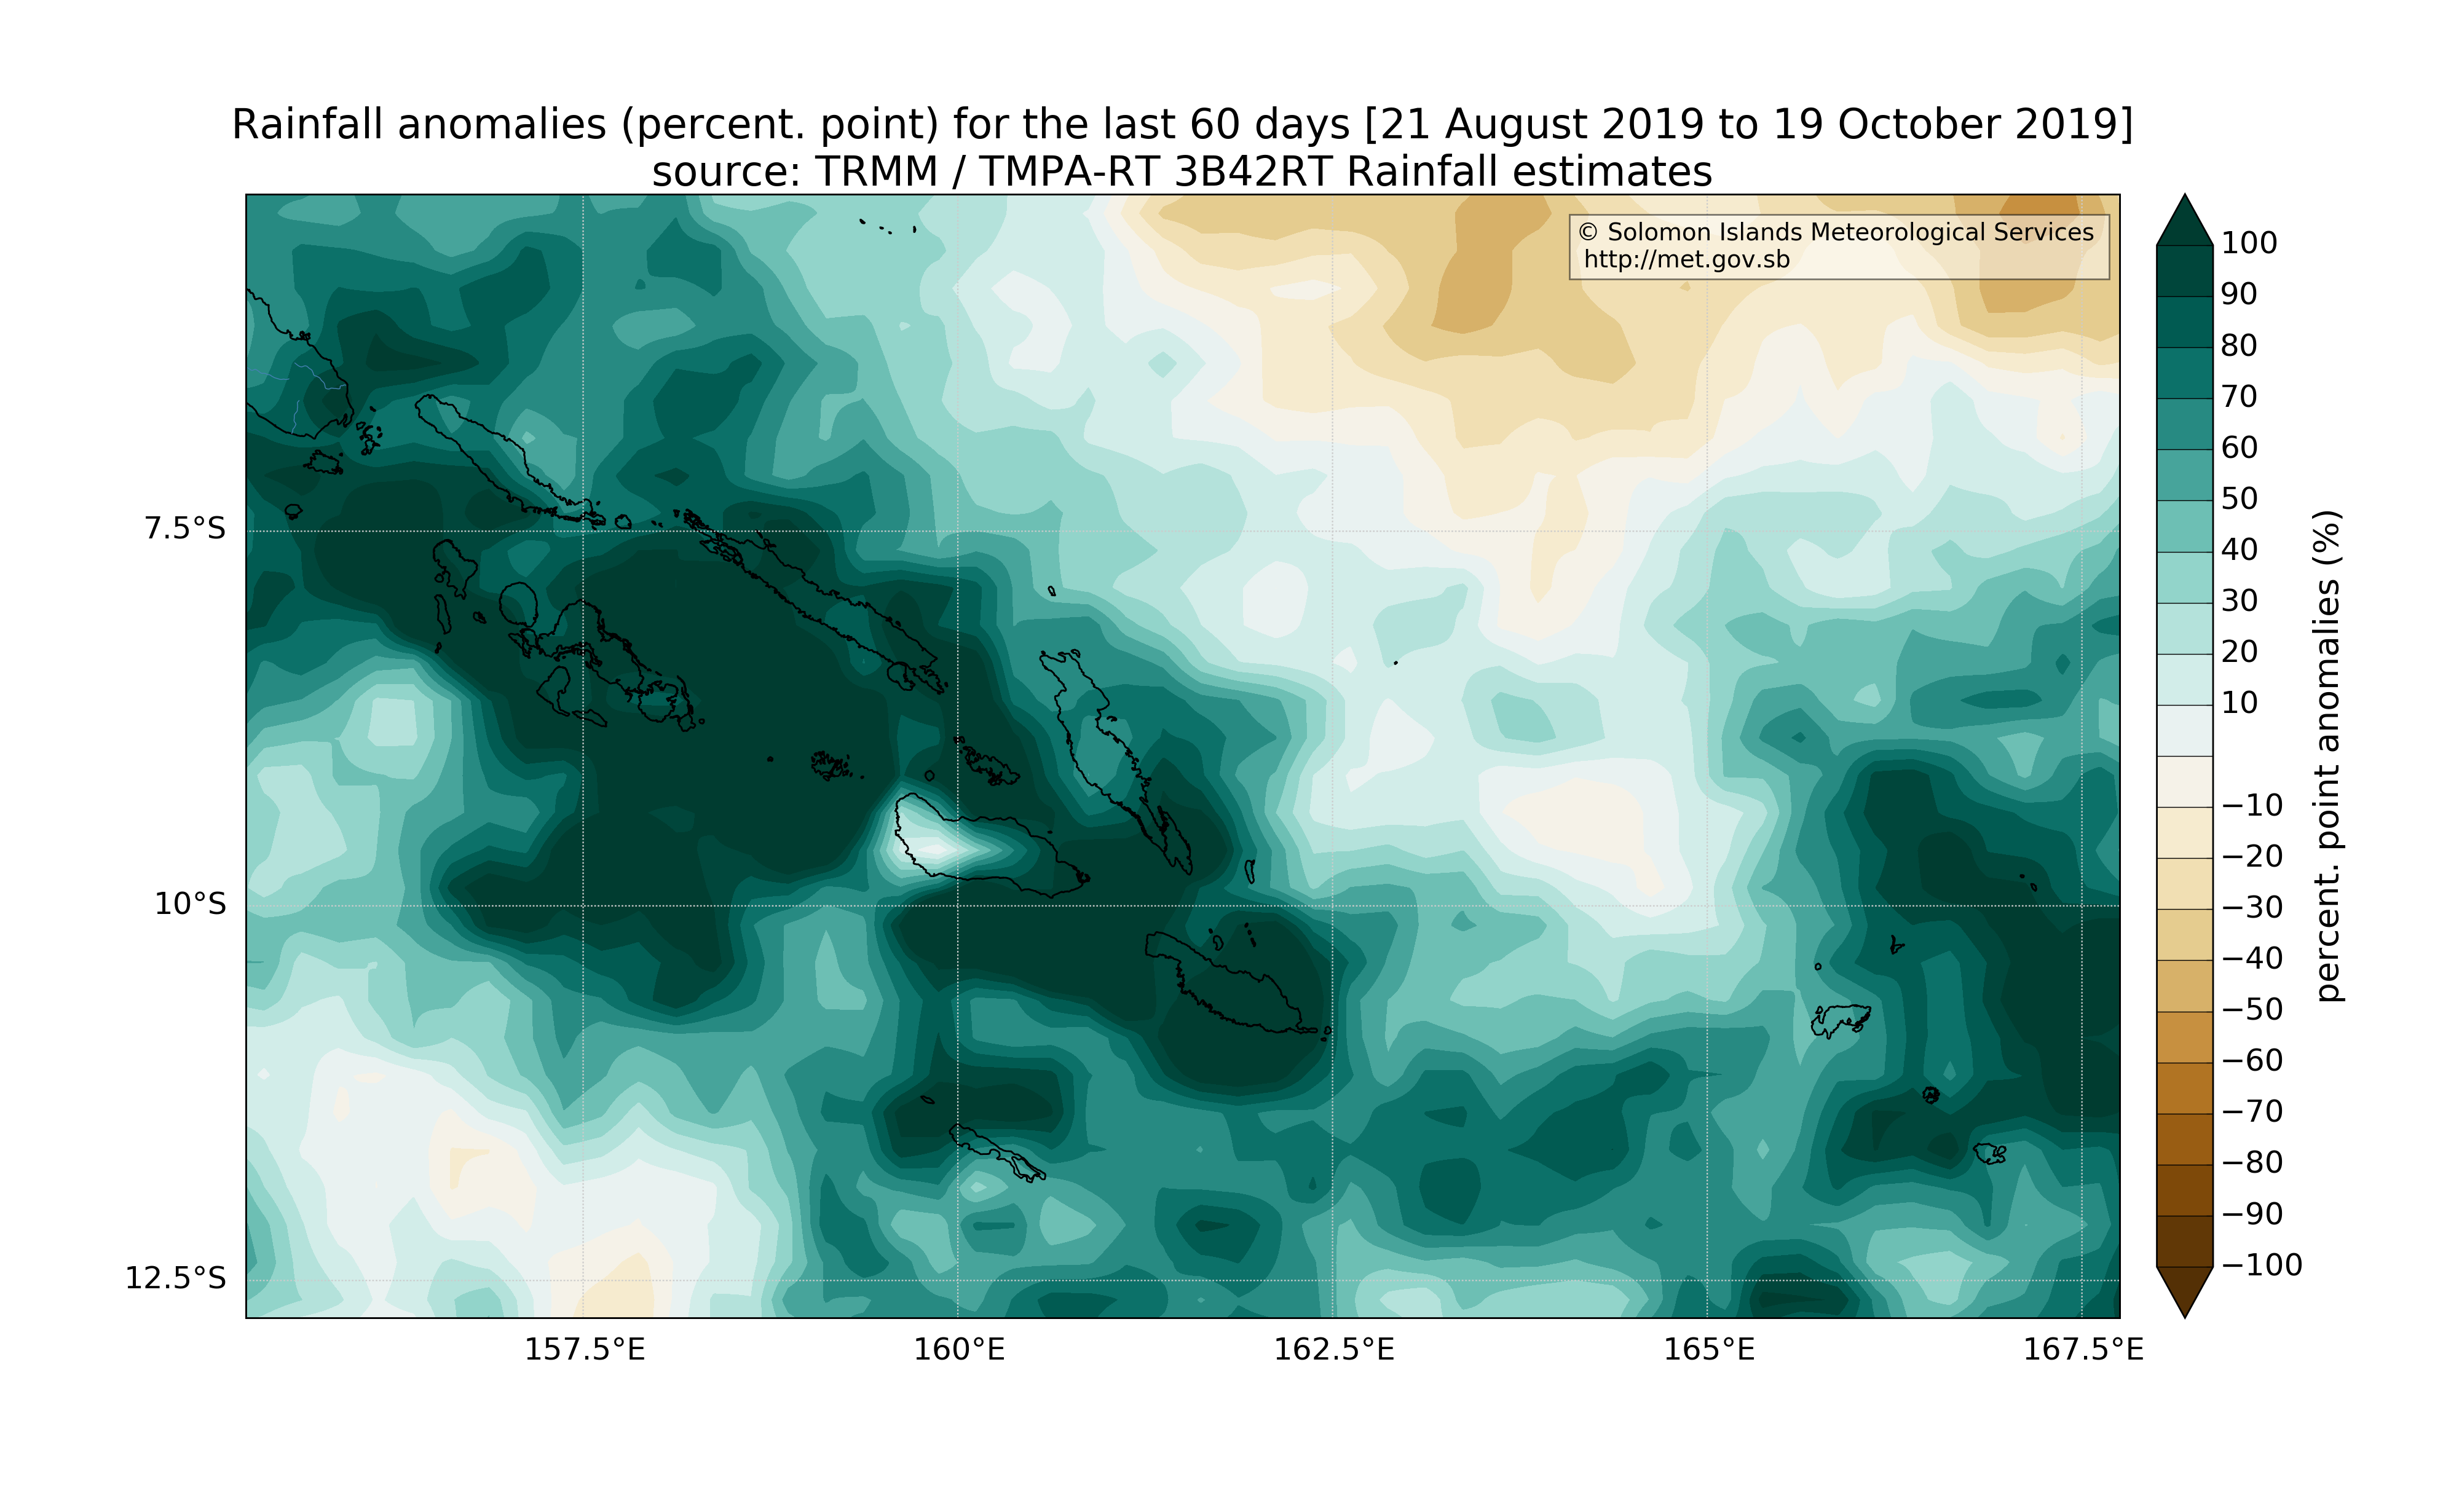 Rainfall anomalies (percent. point) for the last 60 days [21 August 2019 to 19 October 2019]
source: TRMM / TMPA-RT 3B42RT Rainfall estimates
© Solomon Islands Meteorological Services
http://met.gov.sb
7.5°S
10°S
12.5°S
157.5°E
160°E
162.5°E
165°E
167.5°E
100
90
80
70
60
50
40
30
20
10
−10
−20
−30
−40
−50
−60
−70
−80
−90
−100
percent. point anomalies (%)